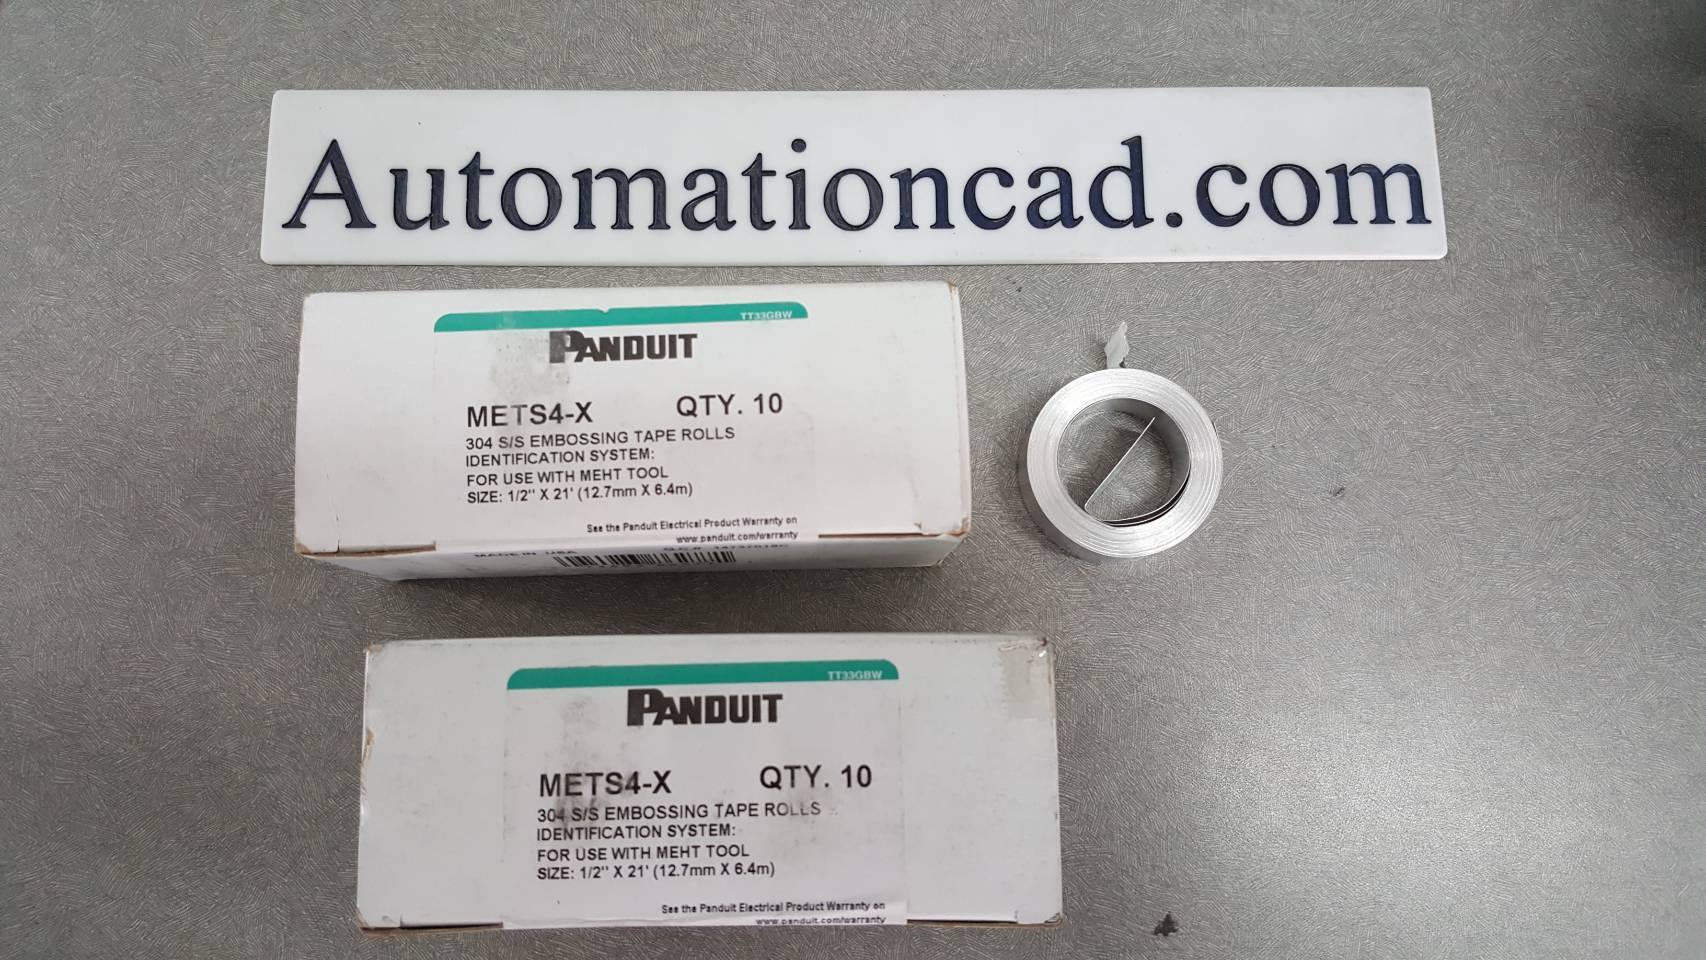 Automationcad.com
TT33GBW
PANDUIT
METS4-X QTY. 10
304 S/S EMBOSSING TAPE ROLLS
IDENTIFICATION SYSTEM:
FOR USE WITH MEHT TOOL
SIZE: 1/2" X 21' (12.7mm X 6.4m)
See the Panduit Electrical Product Warranty on
www.panduit.com/warranty
MADE IN USA
TT33GBW
PANDUIT
METS4-X QTY. 10
304 S/S EMBOSSING TAPE ROLLS
IDENTIFICATION SYSTEM:
FOR USE WITH MEHT TOOL
SIZE: 1/2" X 21' (12.7mm X 6.4m)
See the Panduit Electrical Product Warranty on
www.panduit.com/warranty